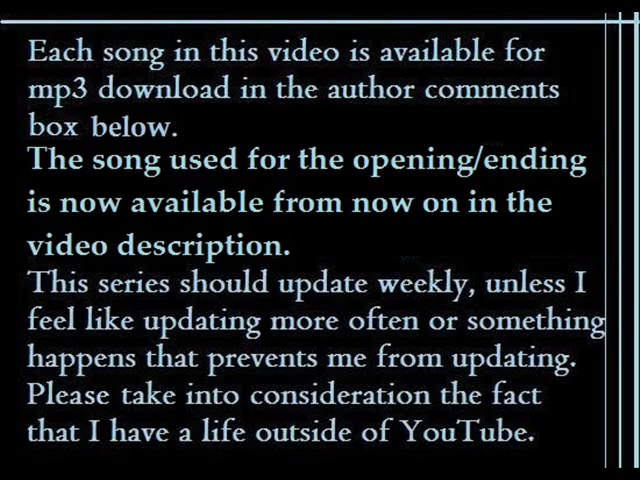 Each song in this video is available for
mp3 download in the author comments
box below.
The song used for the opening/ending
is now available from now on in the
video description.
This series should update weekly, unless I
feel like updating more often or something
happens that prevents me from updating.
Please take into consideration the fact
that I have a life outside of YouTube.